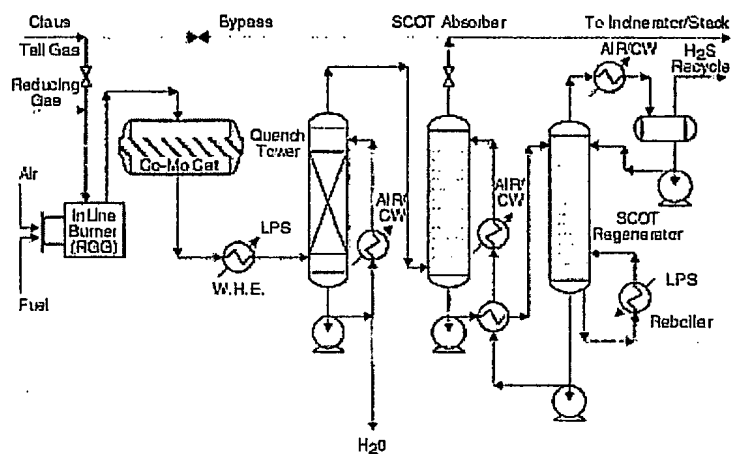 Claus
Tail Gas
Bypass
SCOT Absorber
To Incinerator/Stack
AIR/CW
H2S
Recycle
Reducing
Gas
Quench
Tower
Co-Mo Cat
Air
AIR/
CW
AIR/
CW
In Line
Burner
(RGG)
LPS
SCOT
Regenerator
W.H.E.
LPS
Fuel
Reboiler
H2O